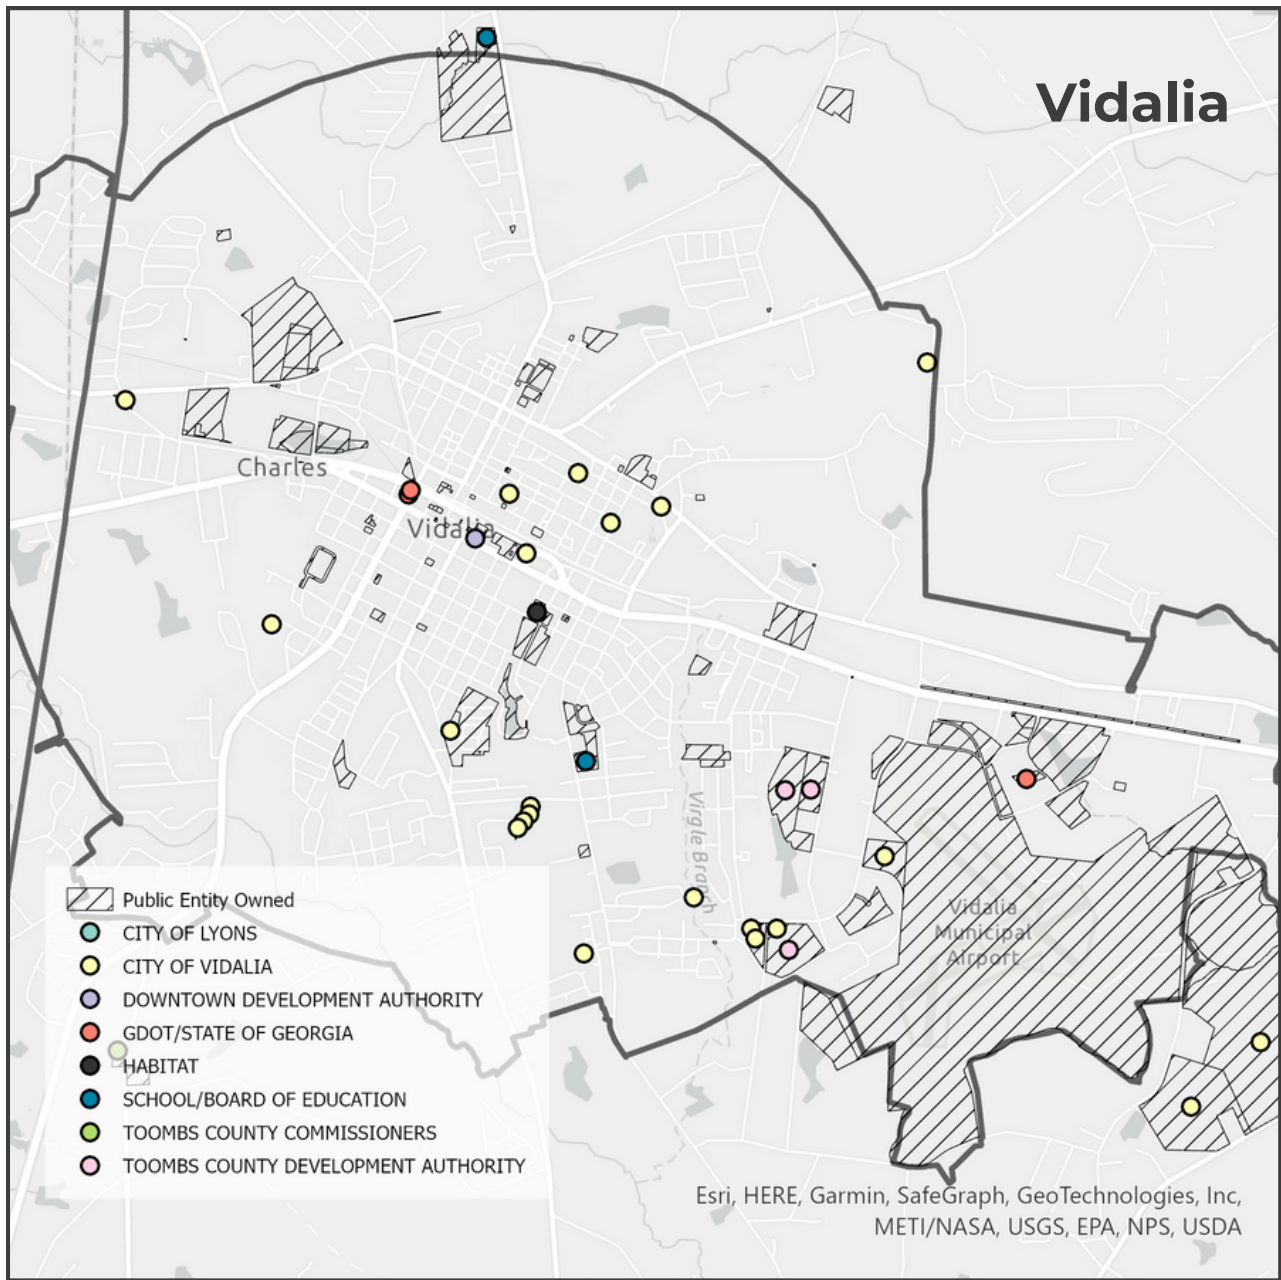 Vidalia
Charles
Vidalia
Virgle Branch
Vidalia
Municipal
Airport
Public Entity Owned
CITY OF LYONS
CITY OF VIDALIA
DOWNTOWN DEVELOPMENT AUTHORITY
GDOT/STATE OF GEORGIA
HABITAT
SCHOOL/BOARD OF EDUCATION
TOOMBS COUNTY COMMISSIONERS
TOOMBS COUNTY DEVELOPMENT AUTHORITY
Esri, HERE, Garmin, SafeGraph, GeoTechnologies, Inc,
METI/NASA, USGS, EPA, NPS, USDA